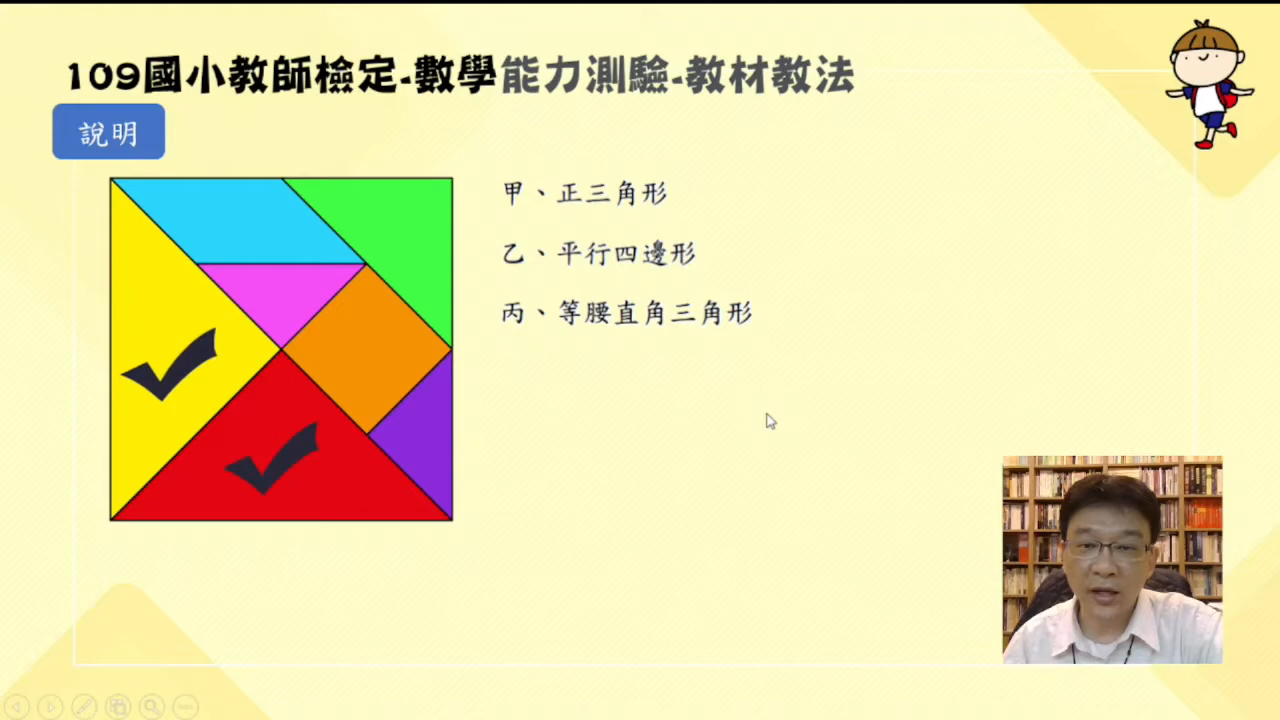 109國小教師檢定-數學能力測驗-教材教法
說明
甲、正三角形
乙、平行四邊形
丙、等腰直角三角形